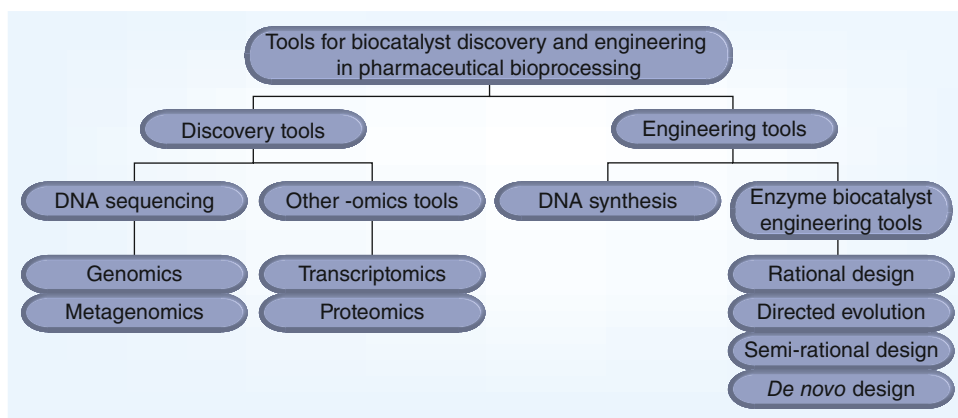 Tools for biocatalyst discovery and engineering
in pharmaceutical bioprocessing
Discovery tools
Engineering tools
DNA sequencing
Other -omics tools
DNA synthesis
Enzyme biocatalyst
engineering tools
Genomics
Metagenomics
Transcriptomics
Proteomics
Rational design
Directed evolution
Semi-rational design
De novo design